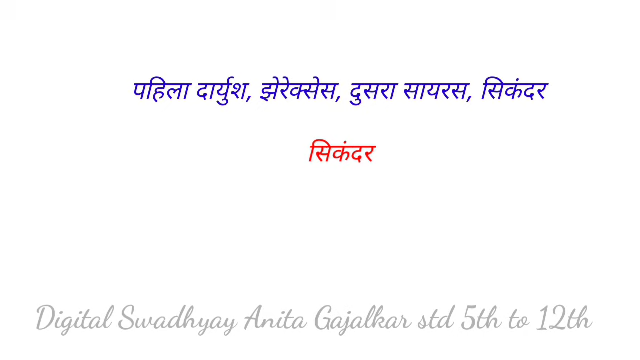 पहिला दार्युश, झेरेक्सेस, दुसरा सायरस, सिकंदर
सिकंदर
Digital Swadhyay Anita Gajalkar std 5th to 12th